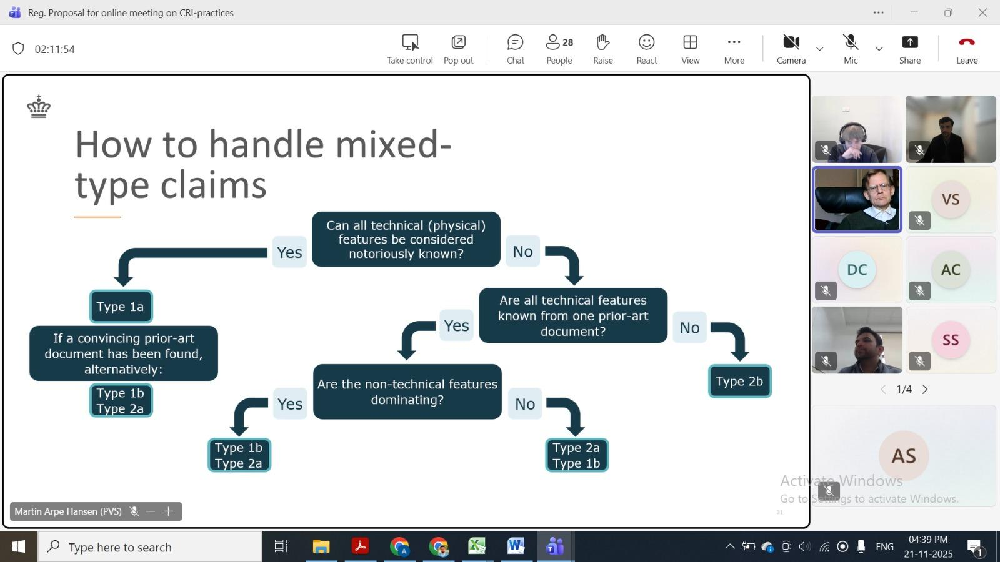 Reg. Proposal for online meeting on CRI-practices
02:11:54
Take control
Pop out
Chat
28
People
Raise
React
View
More
Camera
Mic
Share
Leave
How to handle mixed-
type claims
Can all technical (physical)
features be considered
notoriously known?
Yes
No
Type 1a
If a convincing prior-art
document has been found,
alternatively:
Type 1b
Type 2a
Are all technical features
known from one prior-art
document?
Yes
No
Type 2b
Are the non-technical features
dominating?
Yes
No
Type 1b
Type 2a
Type 2a
Type 1b
31
Martin Arpe Hansen (PVS)
VS
DC
AC
SS
1/4
AS
Activate Windows
Go to Settings to activate Windows.
Type here to search
ENG
04:39 PM
21-11-2025
1